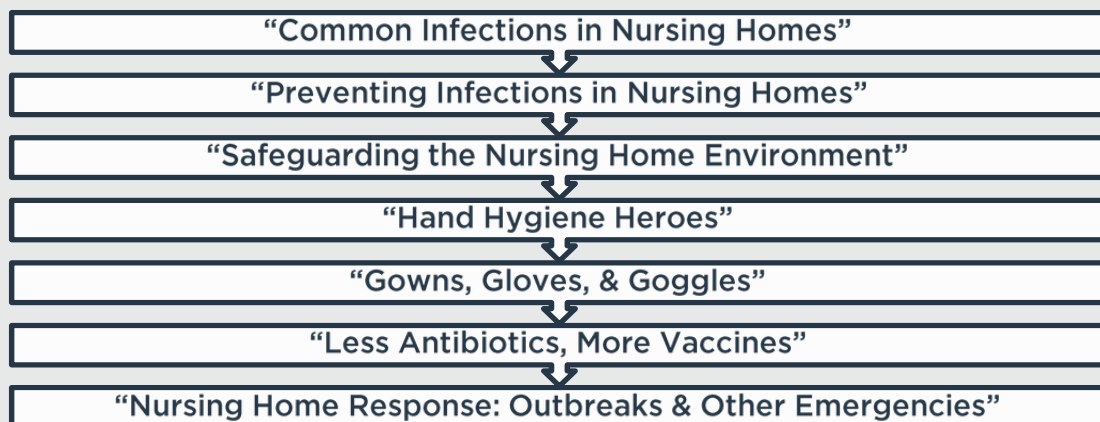 “Common Infections in Nursing Homes”
“Preventing Infections in Nursing Homes”
“Safeguarding the Nursing Home Environment”
“Hand Hygiene Heroes”
“Gowns, Gloves, & Goggles”
“Less Antibiotics, More Vaccines”
“Nursing Home Response: Outbreaks & Other Emergencies”